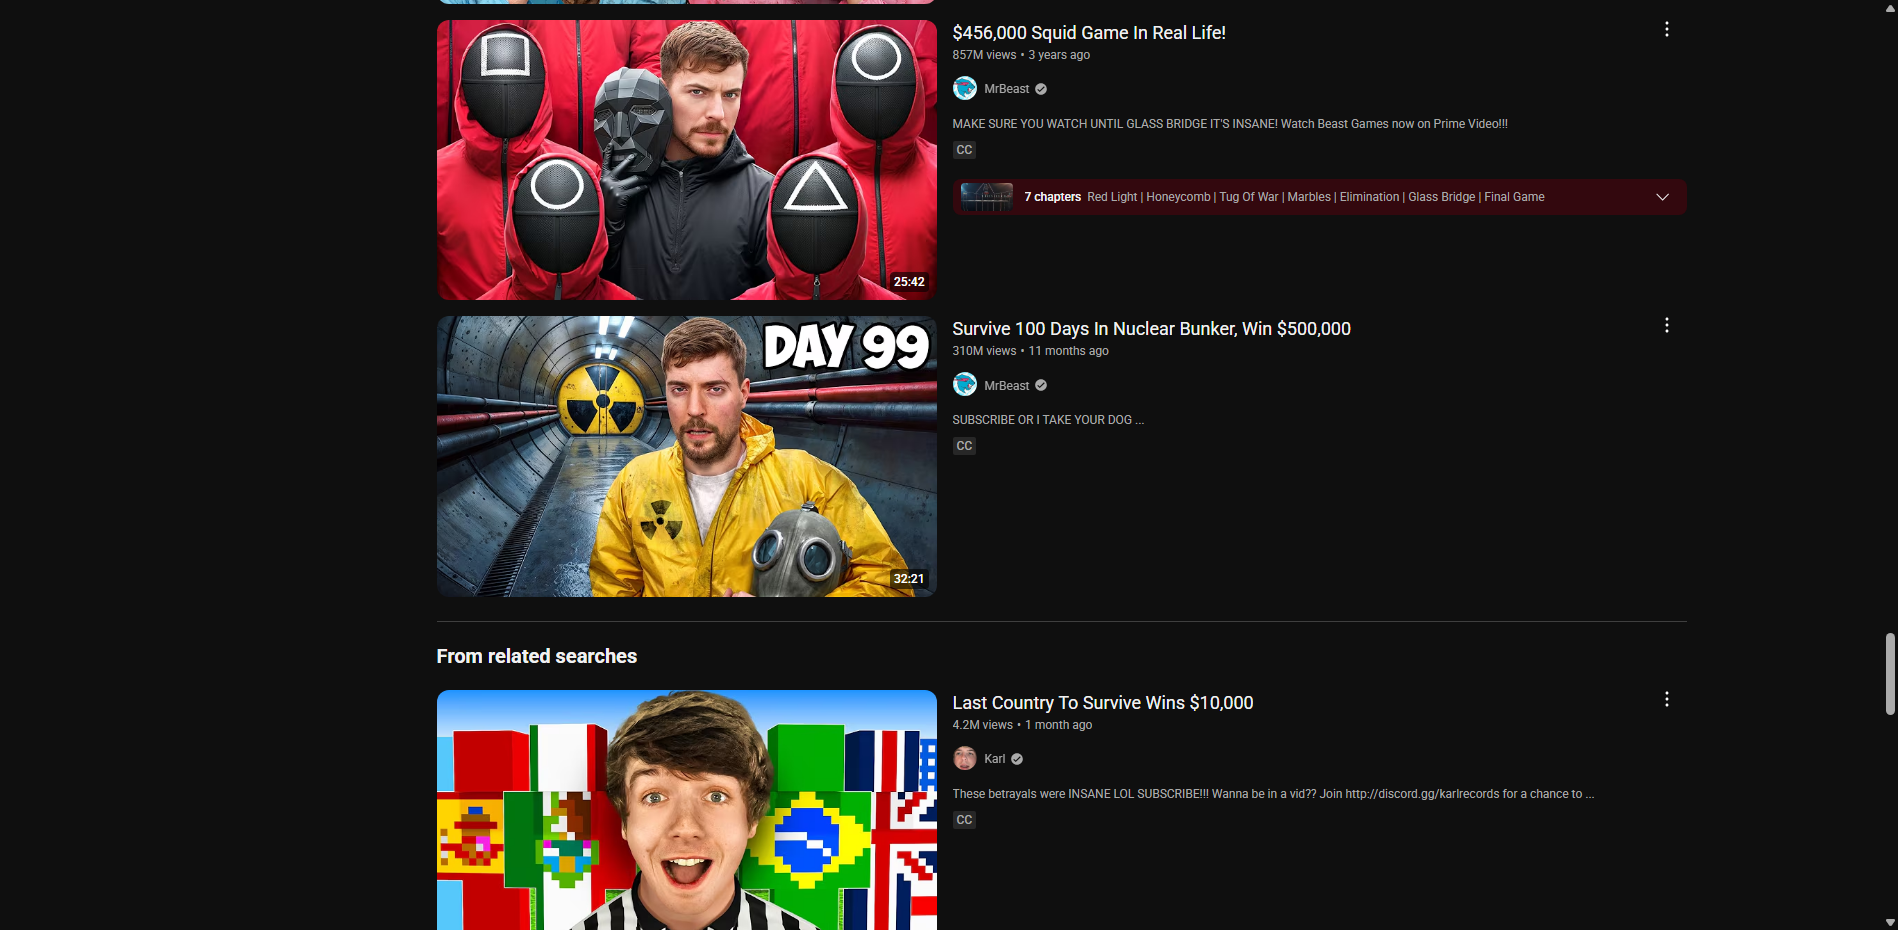 $456,000 Squid Game In Real Life!
857M views • 3 years ago
MrBeast
MAKE SURE YOU WATCH UNTIL GLASS BRIDGE IT'S INSANE! Watch Beast Games now on Prime Video!!!
CC
7 chapters Red Light | Honeycomb | Tug Of War | Marbles | Elimination | Glass Bridge | Final Game
25:42
DAY 99
Survive 100 Days In Nuclear Bunker, Win $500,000
310M views • 11 months ago
MrBeast
SUBSCRIBE OR I TAKE YOUR DOG ...
CC
32:21
From related searches
Last Country To Survive Wins $10,000
4.2M views • 1 month ago
Karl
These betrayals were INSANE LOL SUBSCRIBE!!! Wanna be in a vid?? Join http://discord.gg/karlrecords for a chance to ...
CC